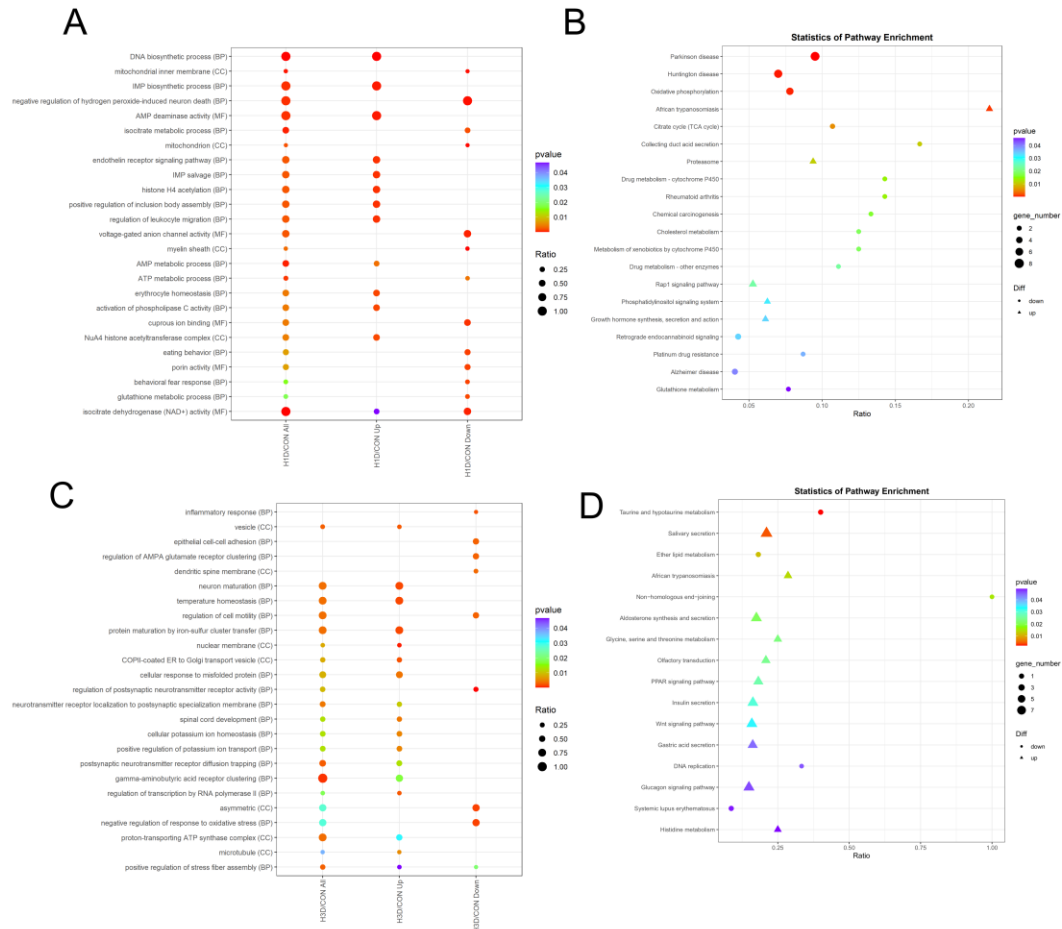 A
DNA biosynthetic process (BP)
mitochondrial inner membrane (CC)
IMP biosynthetic process (BP)
negative regulation of hydrogen peroxide-induced neuron death (BP)
AMP deaminase activity (MF)
isocitrate metabolic process (BP)
mitochondrion (CC)
endothelin receptor signaling pathway (BP)
IMP salvage (BP)
histone H4 acetylation (BP)
positive regulation of inclusion body assembly (BP)
regulation of leukocyte migration (BP)
voltage-gated anion channel activity (MF)
myelin sheath (CC)
AMP metabolic process (BP)
ATP metabolic process (BP)
erythrocyte homeostasis (BP)
activation of phospholipase C activity (BP)
cuprous ion binding (MF)
NuA4 histone acetyltransferase complex (CC)
eating behavior (BP)
porin activity (MF)
behavioral fear response (BP)
glutathione metabolic process (BP)
isocitrate dehydrogenase (NAD+) activity (MF)
H1D/CON All
H1D/CON Up
H1D/CON Down
pvalue
0.04
0.03
0.02
0.01
Ratio
0.25
0.50
0.75
1.00
B
Statistics of Pathway Enrichment
Parkinson disease
Huntington disease
Oxidative phosphorylation
African trypanosomiasis
Citrate cycle (TCA cycle)
Collecting duct acid secretion
Proteasome
Drug metabolism - cytochrome P450
Rheumatoid arthritis
Chemical carcinogenesis
Cholesterol metabolism
Metabolism of xenobiotics by cytochrome P450
Drug metabolism - other enzymes
Rap1 signaling pathway
Phosphatidylinositol signaling system
Growth hormone synthesis, secretion and action
Retrograde endocannabinoid signaling
Platinum drug resistance
Alzheimer disease
Glutathione metabolism
0.05
0.10
0.15
0.20
Ratio
pvalue
0.04
0.03
0.02
0.01
gene_number
2
4
6
8
Diff
down
up
C
inflammatory response (BP)
vesicle (CC)
epithelial cell-cell adhesion (BP)
regulation of AMPA glutamate receptor clustering (BP)
dendritic spine membrane (CC)
neuron maturation (BP)
temperature homeostasis (BP)
regulation of cell motility (BP)
protein maturation by iron-sulfur cluster transfer (BP)
nuclear membrane (CC)
COPII-coated ER to Golgi transport vesicle (CC)
cellular response to misfolded protein (BP)
regulation of postsynaptic neurotransmitter receptor activity (BP)
neurotransmitter receptor localization to postsynaptic specialization membrane (BP)
spinal cord development (BP)
cellular potassium ion homeostasis (BP)
positive regulation of potassium ion transport (BP)
postsynaptic neurotransmitter receptor diffusion trapping (BP)
gamma-aminobutyric acid receptor clustering (BP)
regulation of transcription by RNA polymerase II (BP)
asymmetric (CC)
negative regulation of response to oxidative stress (BP)
proton-transporting ATP synthase complex (CC)
microtubule (CC)
positive regulation of stress fiber assembly (BP)
H3D/CON All
H3D/CON Up
I3D/CON Down
pvalue
0.04
0.03
0.02
0.01
Ratio
0.25
0.50
0.75
1.00
D
Statistics of Pathway Enrichment
Taurine and hypotaurine metabolism
Salivary secretion
Ether lipid metabolism
African trypanosomiasis
Non-homologous end-joining
Aldosterone synthesis and secretion
Glycine, serine and threonine metabolism
Olfactory transduction
PPAR signaling pathway
Insulin secretion
Wnt signaling pathway
Gastric acid secretion
DNA replication
Glucagon signaling pathway
Systemic lupus erythematosus
Histidine metabolism
0.25
0.50
0.75
1.00
Ratio
pvalue
0.04
0.03
0.02
0.01
gene_number
1
3
5
7
Diff
down
up